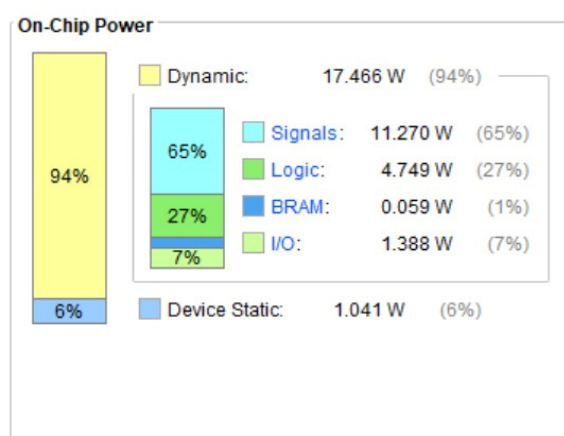 On-Chip Power
94%
6%
Dynamic: 17.466 W (94%)
65%
27%
7%
Signals: 11.270 W (65%)
Logic: 4.749 W (27%)
BRAM: 0.059 W (1%)
I/O: 1.388 W (7%)
Device Static: 1.041 W (6%)